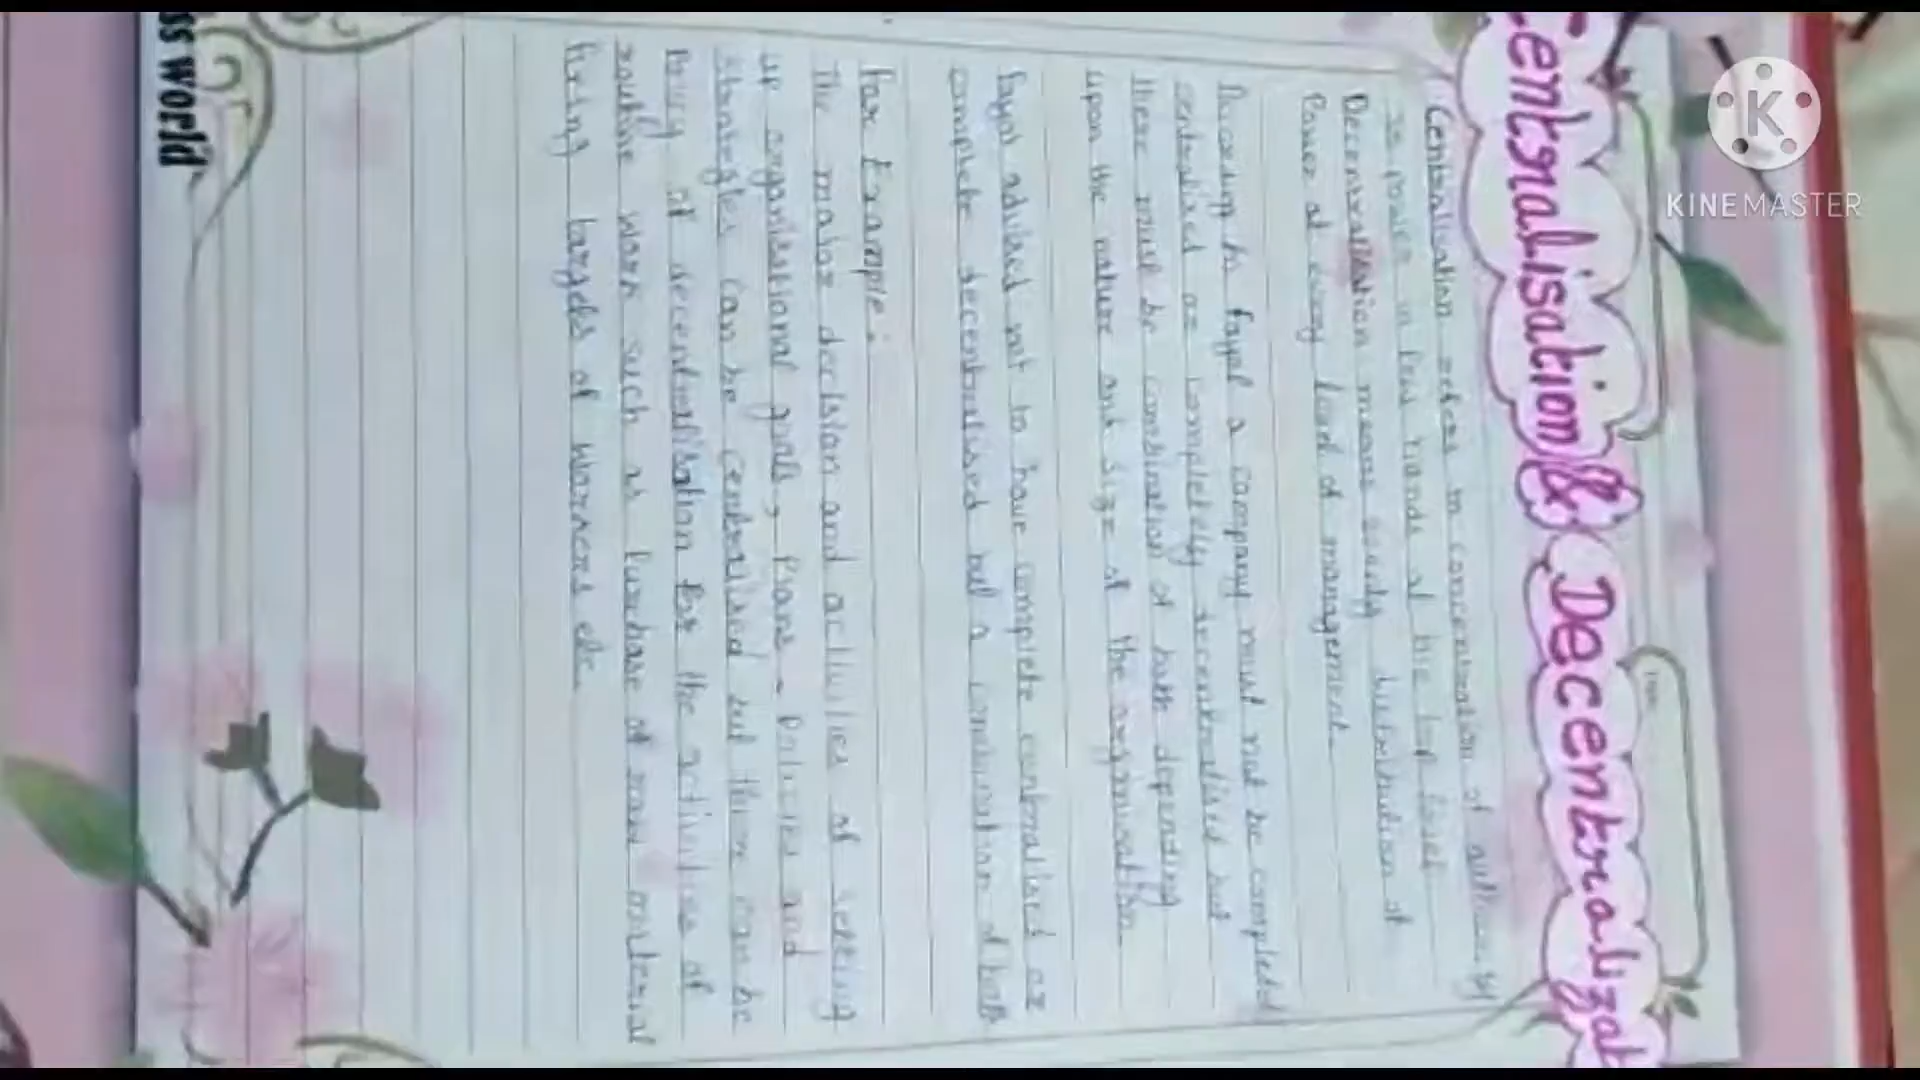 Centralisation & Decentralizat
Centralisation refers to concentration of authority
or power in few hands at the top level
Decentralisation means evenly distribution of
Power at every level of management.
According to fayol a company must not be completed
centralised or completely decentralised but
there must be combination of both depending
upon the nature and size of the organisation.
fayol advised not to have complete centralised or
complete decentralised but a combination of both
For Example:
The major decision and activities of setting
up organisational goals, Plans, Policies and
strategies can be centralised but there can be
Policy of decentralisation for the activities of
routine work such as Purchase of raw material
fixing targets of workers etc.
ss world
KINEMASTER